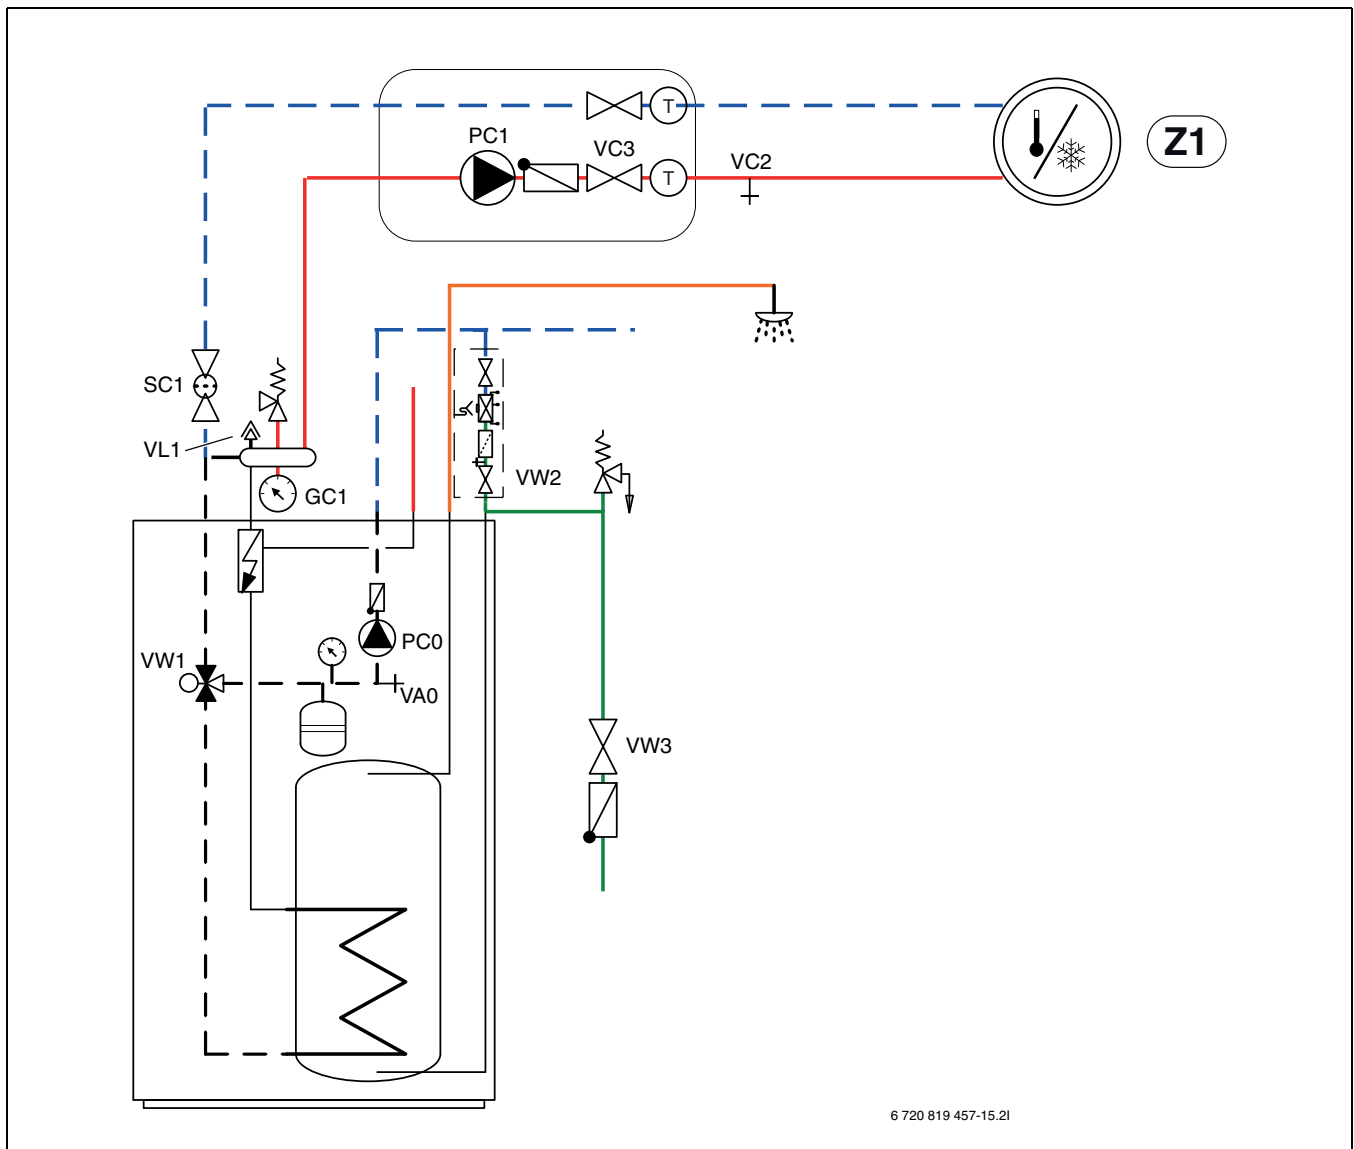 PC1
VC3
T
T
VC2
Z1
SC1
VL1
GC1
VW2
PC0
VW1
VA0
VW3
6 720 819 457-15.2I